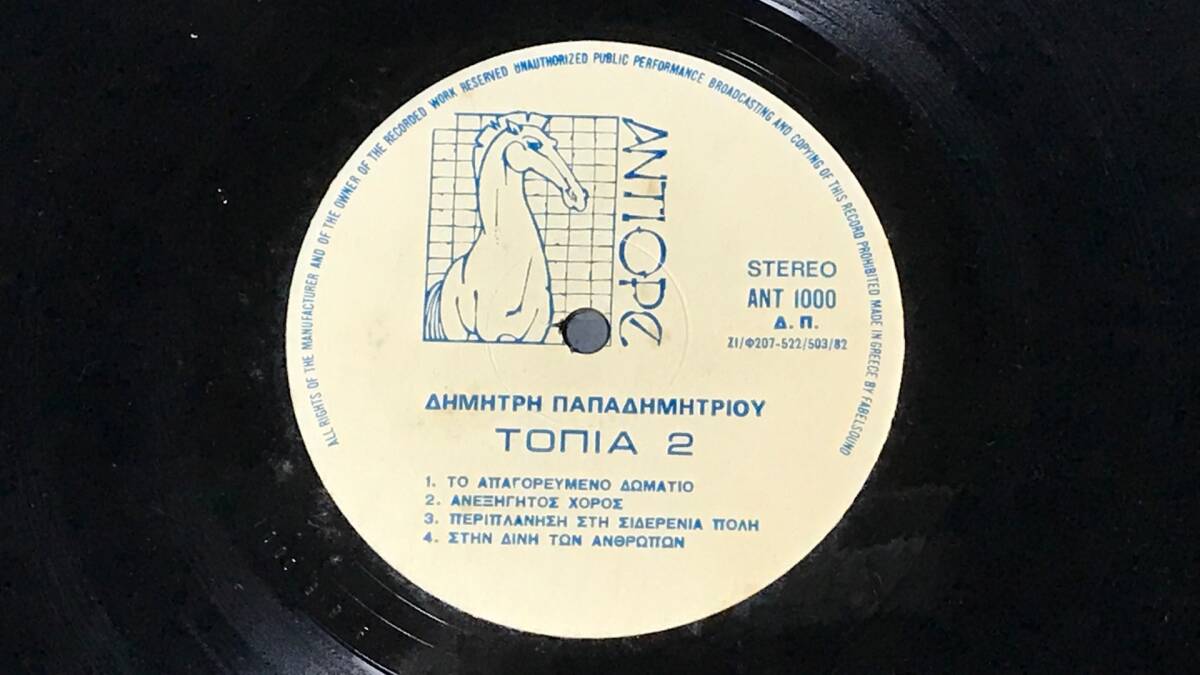 ALL RIGHTS OF THE MANUFACTURER AND OF THE OWNER OF THE RECORDED WORK RESERVED UNAUTHORIZED PUBLIC PERFORMANCE BROADCASTING AND COPYING OF THIS RECORD PROHIBITED MADE IN GREECE BY FABELSOUND
ΑΝΤΙΟΡΕ
STEREO
ANT 1000
Δ. Π.
ΖΙ/Φ207-522/503/82
ΔΗΜΗΤΡΗ ΠΑΠΑΔΗΜΗΤΡΙΟΥ
ΤΟΠΙΑ 2
1. ΤΟ ΑΠΑΓΟΡΕΥΜΕΝΟ ΔΩΜΑΤΙΟ
2. ΑΝΕΞΗΓΗΤΟΣ ΧΟΡΟΣ
3. ΠΕΡΙΠΛΑΝΗΣΗ ΣΤΗ ΣΙΔΕΡΕΝΙΑ ΠΟΛΗ
4. ΣΤΗΝ ΔΙΝΗ ΤΩΝ ΑΝΘΡΩΠΩΝ